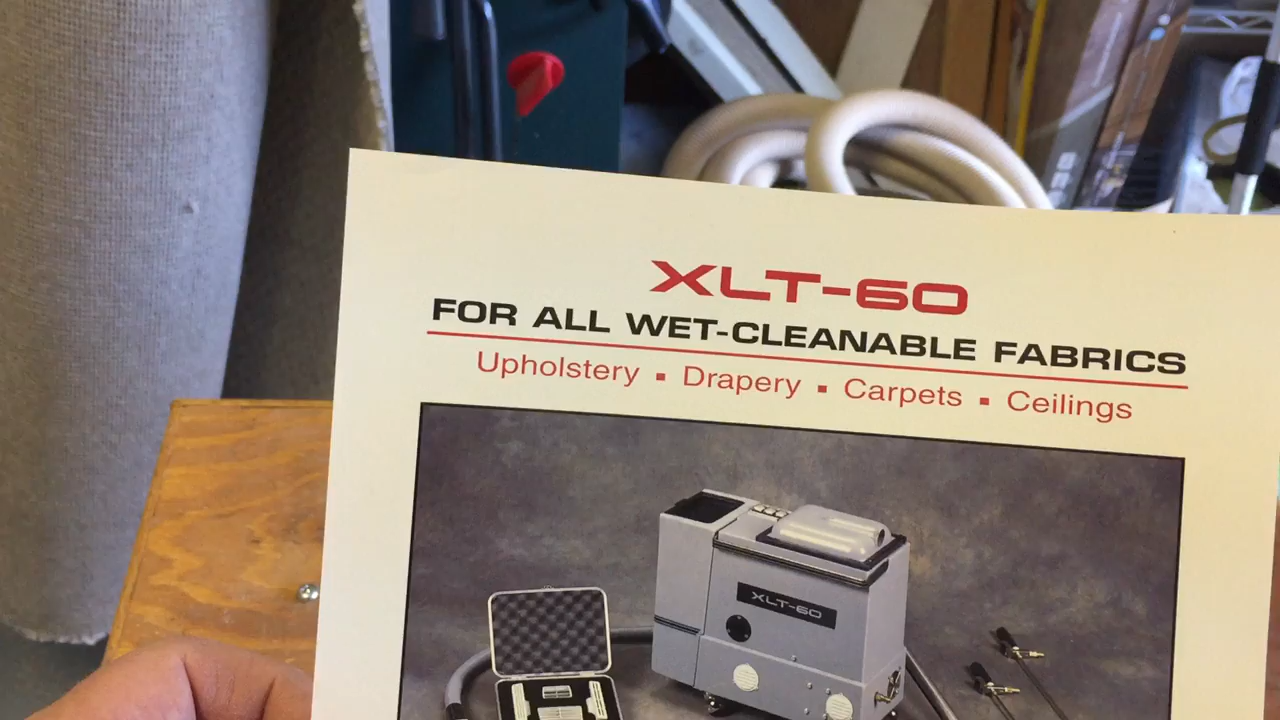 XLT-60
FOR ALL WET-CLEANABLE FABRICS
Upholstery ▪ Drapery ▪ Carpets ▪ Ceilings
XLT-60